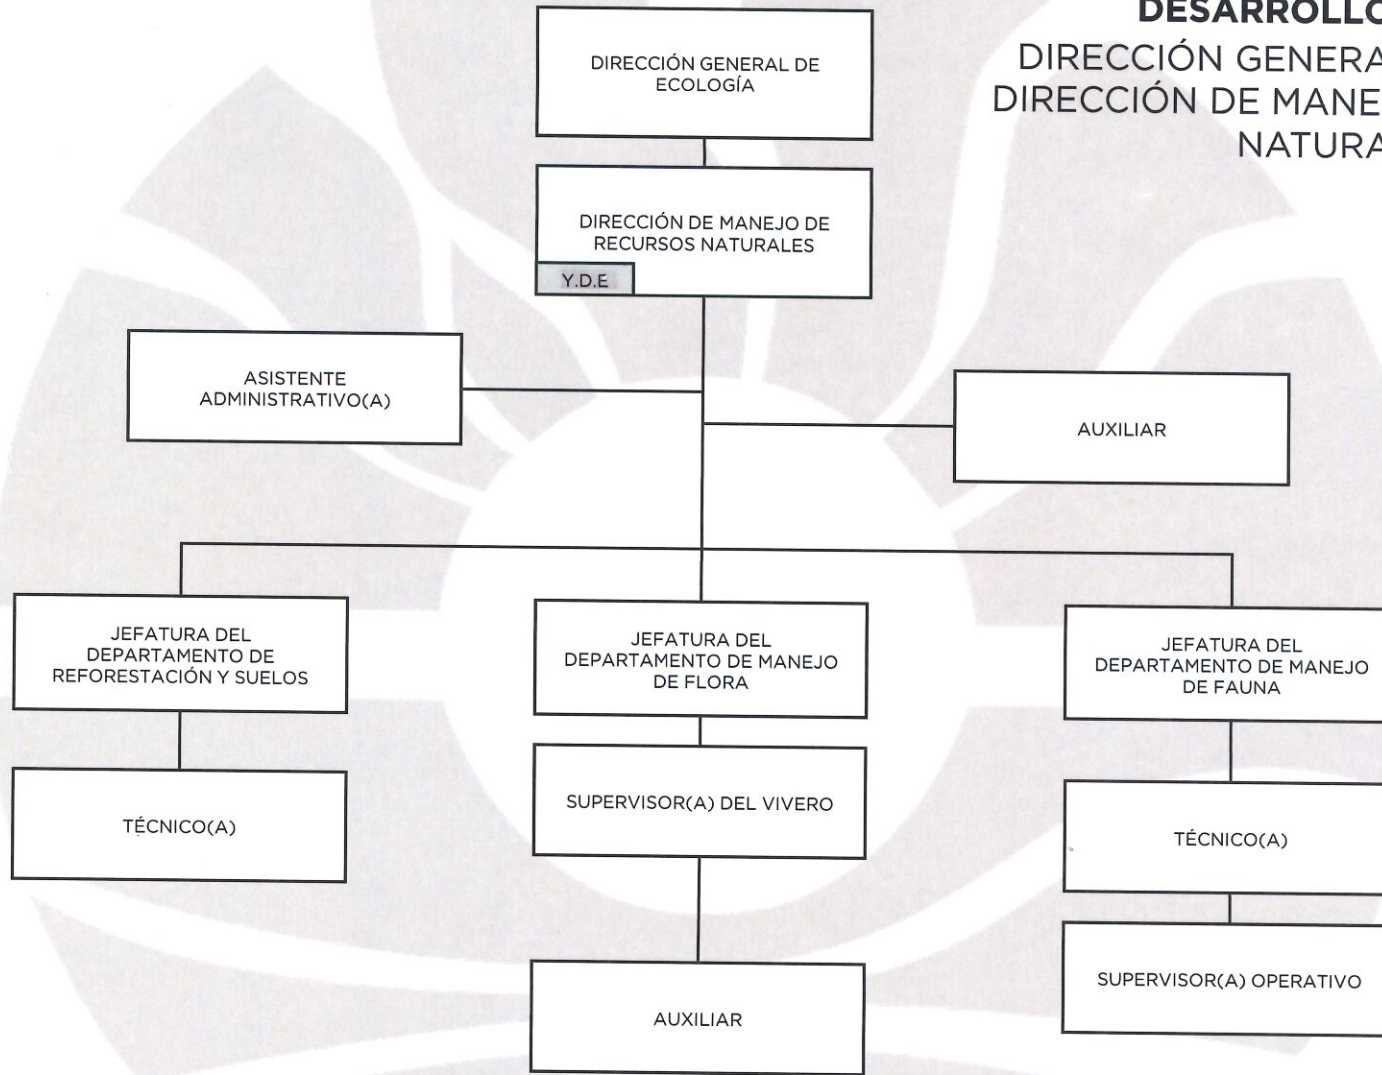 DESARROLLO
DIRECCIÓN GENERA
DIRECCIÓN DE MANE
NATURA
DIRECCIÓN GENERAL DE
ECOLOGÍA
DIRECCIÓN DE MANEJO DE
RECURSOS NATURALES
Y.D.E
ASISTENTE
ADMINISTRATIVO(A)
AUXILIAR
JEFATURA DEL
DEPARTAMENTO DE
REFORESTACIÓN Y SUELOS
JEFATURA DEL
DEPARTAMENTO DE MANEJO
DE FLORA
JEFATURA DEL
DEPARTAMENTO DE MANEJO
DE FAUNA
TÉCNICO(A)
SUPERVISOR(A) DEL VIVERO
TÉCNICO(A)
SUPERVISOR(A) OPERATIVO
AUXILIAR